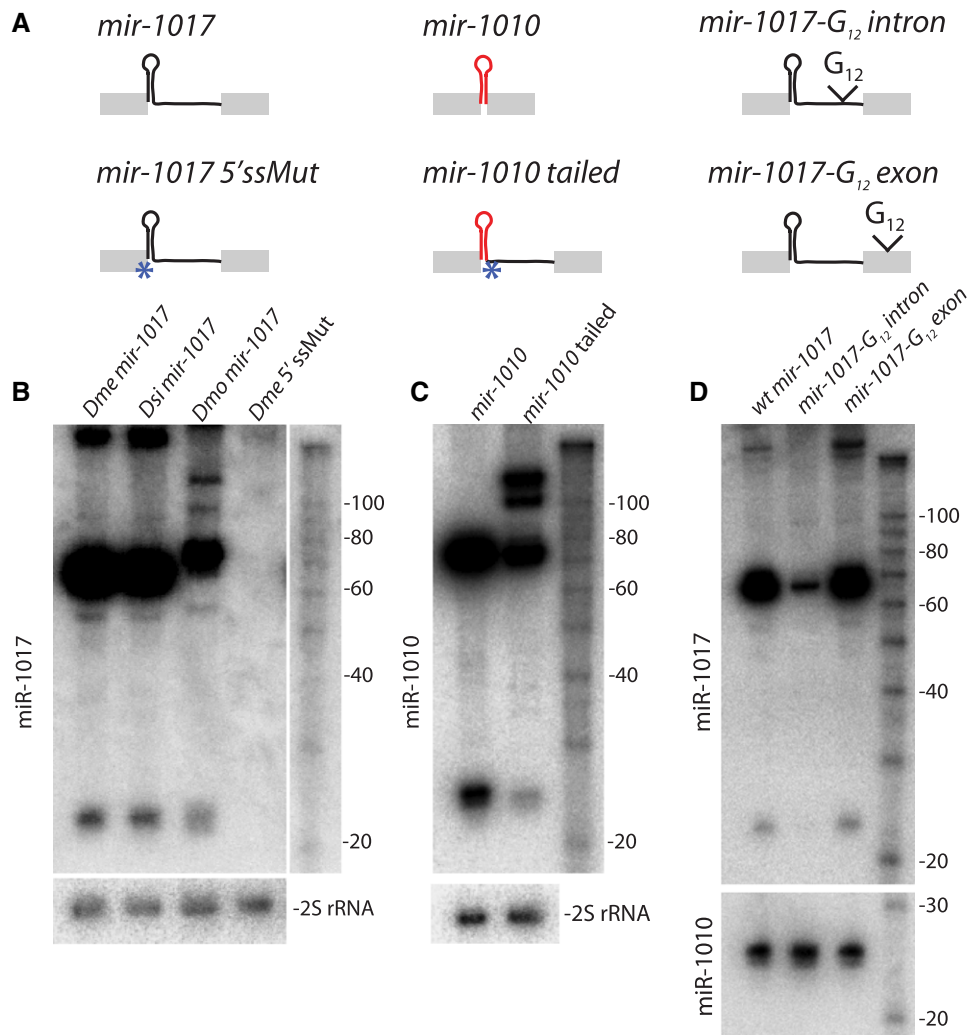 A
mir-1017
mir-1010
mir-1017-G12 intron
G12
mir-1017 5'ssMut
mir-1010 tailed
mir-1017-G12 exon
G12
*
*
B
Dme mir-1017
Dsi mir-1017
Dmo mir-1017
Dme 5' ssMut
miR-1017
-100
-80
-60
-40
-20
-2S rRNA
C
mir-1010
mir-1010 tailed
miR-1010
-100
-80
-60
-40
-20
-2S rRNA
D
wt mir-1017
mir-1017-G12 intron
mir-1017-G12 exon
miR-1017
-100
-80
-60
-40
-20
miR-1010
-30
-20